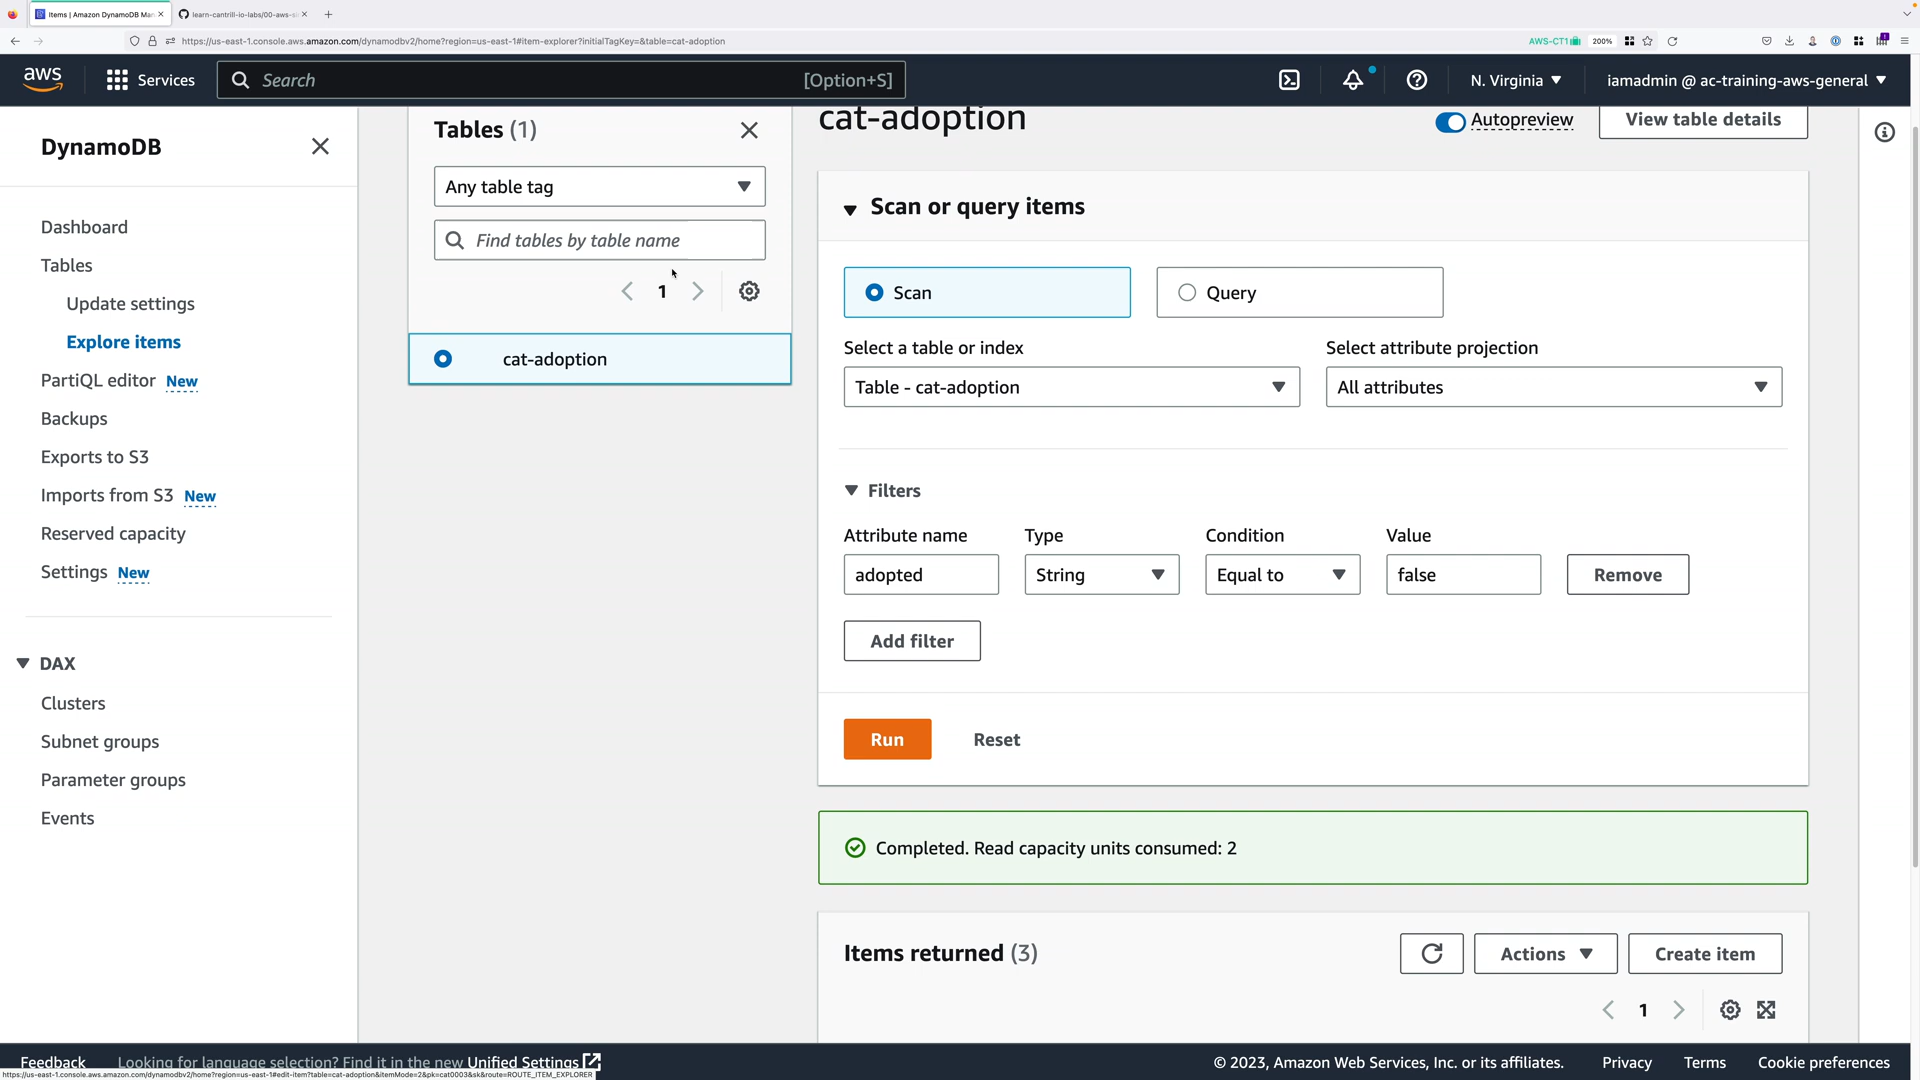 Items | Amazon DynamoDB Man
learn-cantrill-io-labs/00-aws-si
https://us-east-1.console.aws.amazon.com/dynamodbv2/home?region=us-east-1#item-explorer?initialTagKey=&table=cat-adoption
AWS-CT1
200%
aws
Services
Search
[Option+S]
N. Virginia
iamadmin @ ac-training-aws-general
DynamoDB
Dashboard
Tables
Update settings
Explore items
PartiQL editor New
Backups
Exports to S3
Imports from S3 New
Reserved capacity
Settings New
DAX
Clusters
Subnet groups
Parameter groups
Events
Tables (1)
Any table tag
Find tables by table name
1
cat-adoption
cat-adoption
Autopreview
View table details
Scan or query items
Scan
Query
Select a table or index
Select attribute projection
Table - cat-adoption
All attributes
Filters
Attribute name
Type
Condition
Value
adopted
String
Equal to
false
Remove
Add filter
Run
Reset
Completed. Read capacity units consumed: 2
Items returned (3)
Actions
Create item
1
Feedback
Looking for language selection? Find it in the new Unified Settings
© 2023, Amazon Web Services, Inc. or its affiliates.
Privacy
Terms
Cookie preferences
https://us-east-1.console.aws.amazon.com/dynamodbv2/home?region=us-east-1#edit-item?table=cat-adoption&itemMode=2&pk=cat0003&sk&route=ROUTE_ITEM_EXPLORER